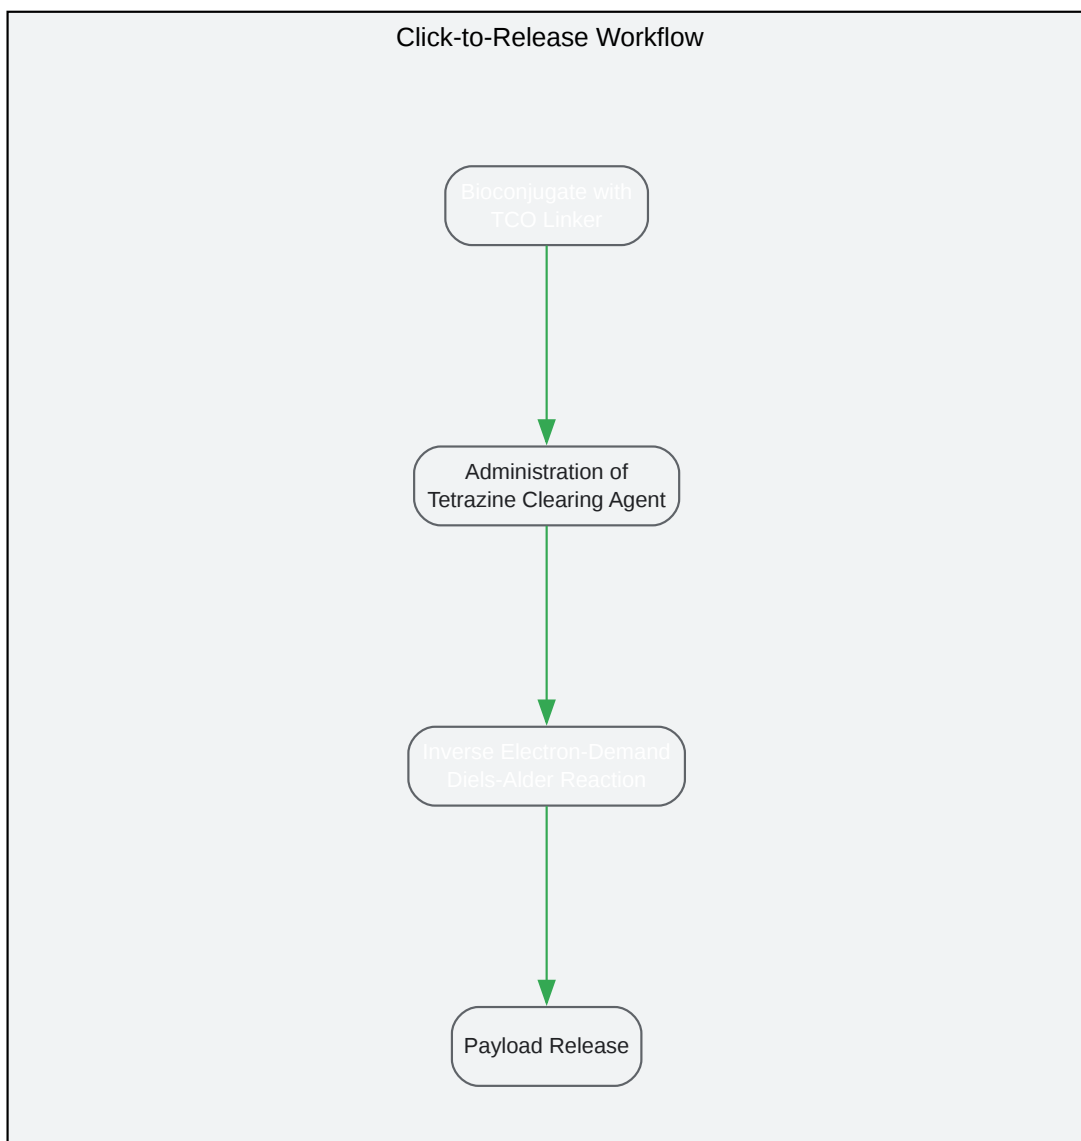 Click-to-Release Workflow
Bioconjugate with
TCO Linker
Administration of
Tetrazine Clearing Agent
Inverse Electron-Demand
Diels-Alder Reaction
Payload Release